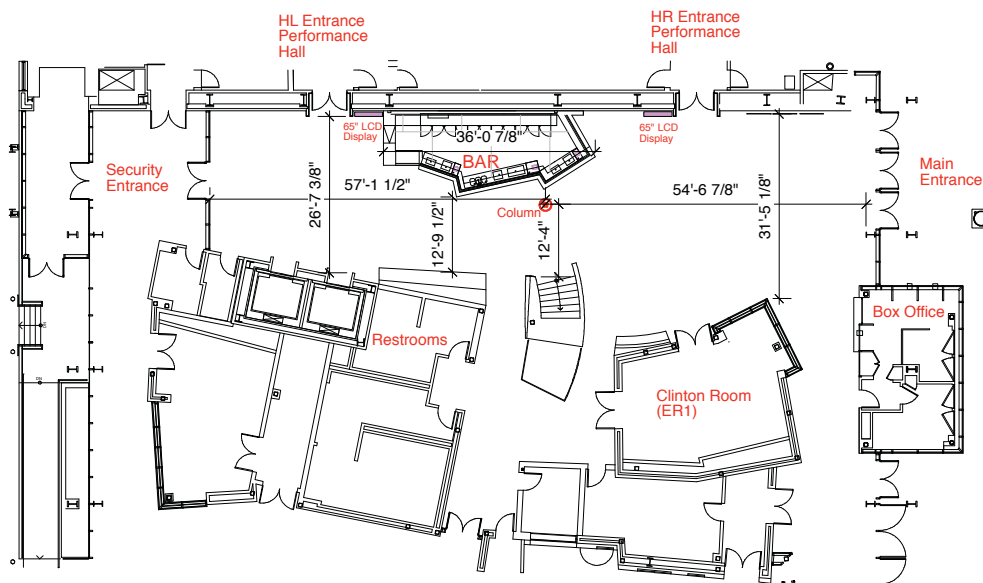 HL Entrance
Performance
Hall
HR Entrance
Performance
Hall
65" LCD
Display
36'-0 7/8"
65" LCD
Display
BAR
Security
Entrance
Main
Entrance
26'-7 3/8"
57'-1 1/2"
54'-6 7/8"
31'-5 1/8"
12'-9 1/2"
Column
12'-4"
Restrooms
Box Office
Clinton Room
(ER1)